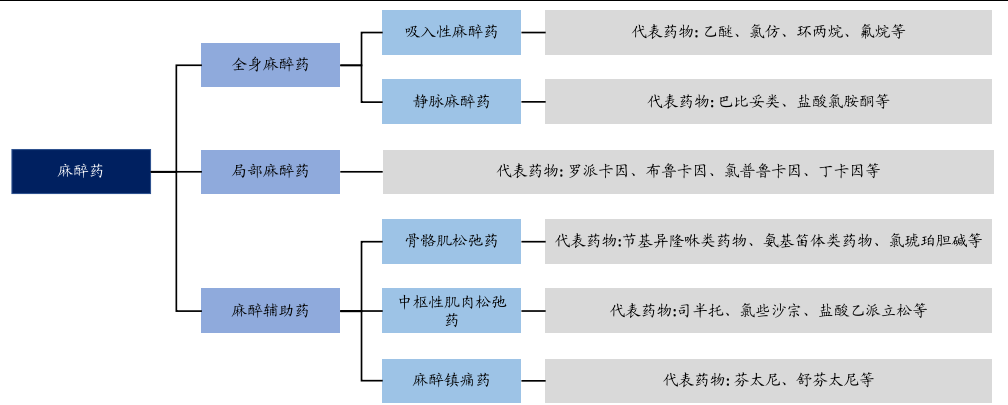 吸入性麻醉药
代表药物: 乙醚、氯仿、环丙烷、氟烷等
全身麻醉药
静脉麻醉药
代表药物: 巴比妥类、盐酸氯胺酮等
麻醉药
局部麻醉药
代表药物: 罗派卡因、布鲁卡因、氯普鲁卡因、丁卡因等
骨骼肌松弛药
代表药物:节基异隆咻类药物、氨基笛体类药物、氯琥珀胆碱等
麻醉辅助药
中枢性肌肉松弛
药
代表药物:司半托、氯些沙宗、盐酸乙派立松等
麻醉镇痛药
代表药物: 芬太尼、舒芬太尼等